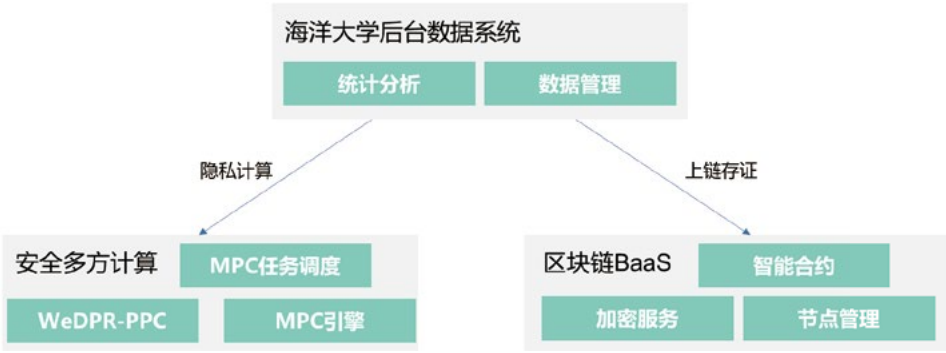 海洋大学后台数据系统
统计分析 数据管理
隐私计算 上链存证
安全多方计算 MPC任务调度
WeDPR-PPC MPC引擎
区块链BaaS 智能合约
加密服务 节点管理